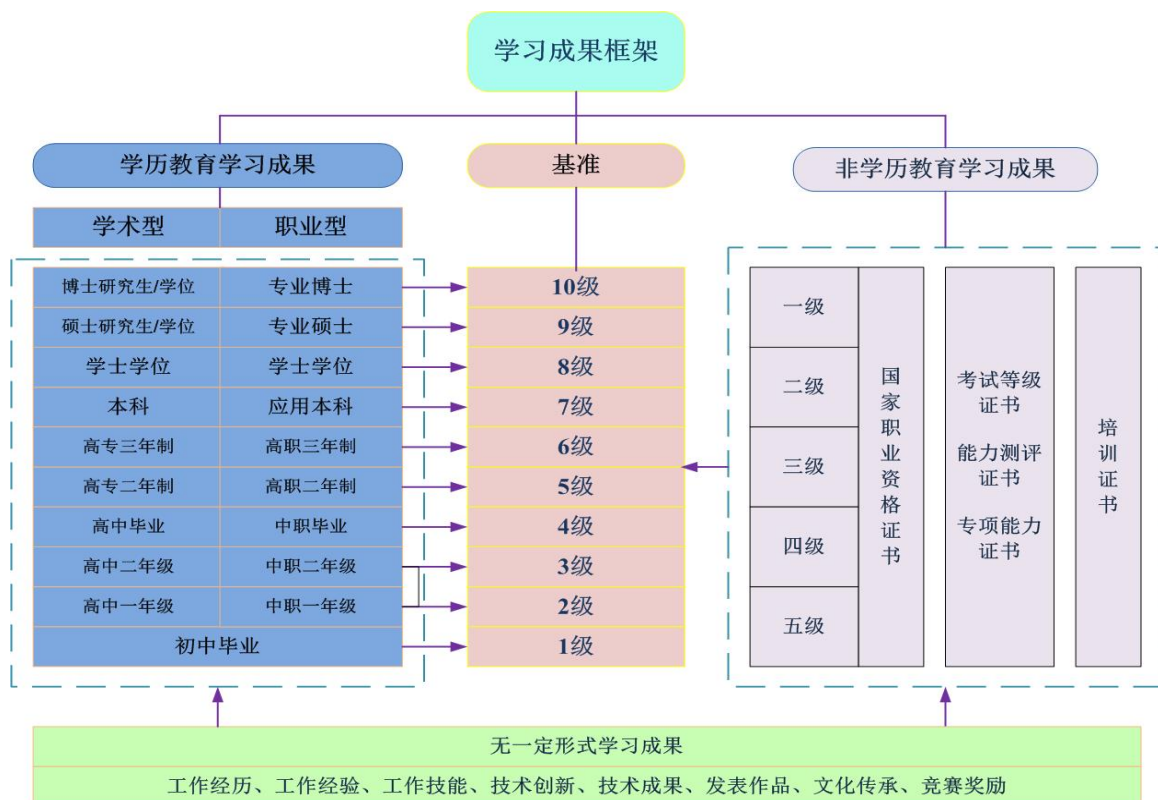 学习成果框架
学历教育学习成果
基准
非学历教育学习成果
学术型 职业型
博士研究生/学位 专业博士 10级
硕士研究生/学位 专业硕士 9级
学士学位 学士学位 8级
本科 应用本科 7级
高专三年制 高职三年制 6级
高专二年制 高职二年制 5级
高中毕业 中职毕业 4级
高中二年级 中职二年级 3级
高中一年级 中职一年级 2级
初中毕业 1级
一级
二级
三级
四级
五级
国家职业资格证书
考试等级
证书
能力测评
证书
专项能力
证书
培训证书
无一定形式学习成果
工作经历、工作经验、工作技能、技术创新、技术成果、发表作品、文化传承、竞赛奖励